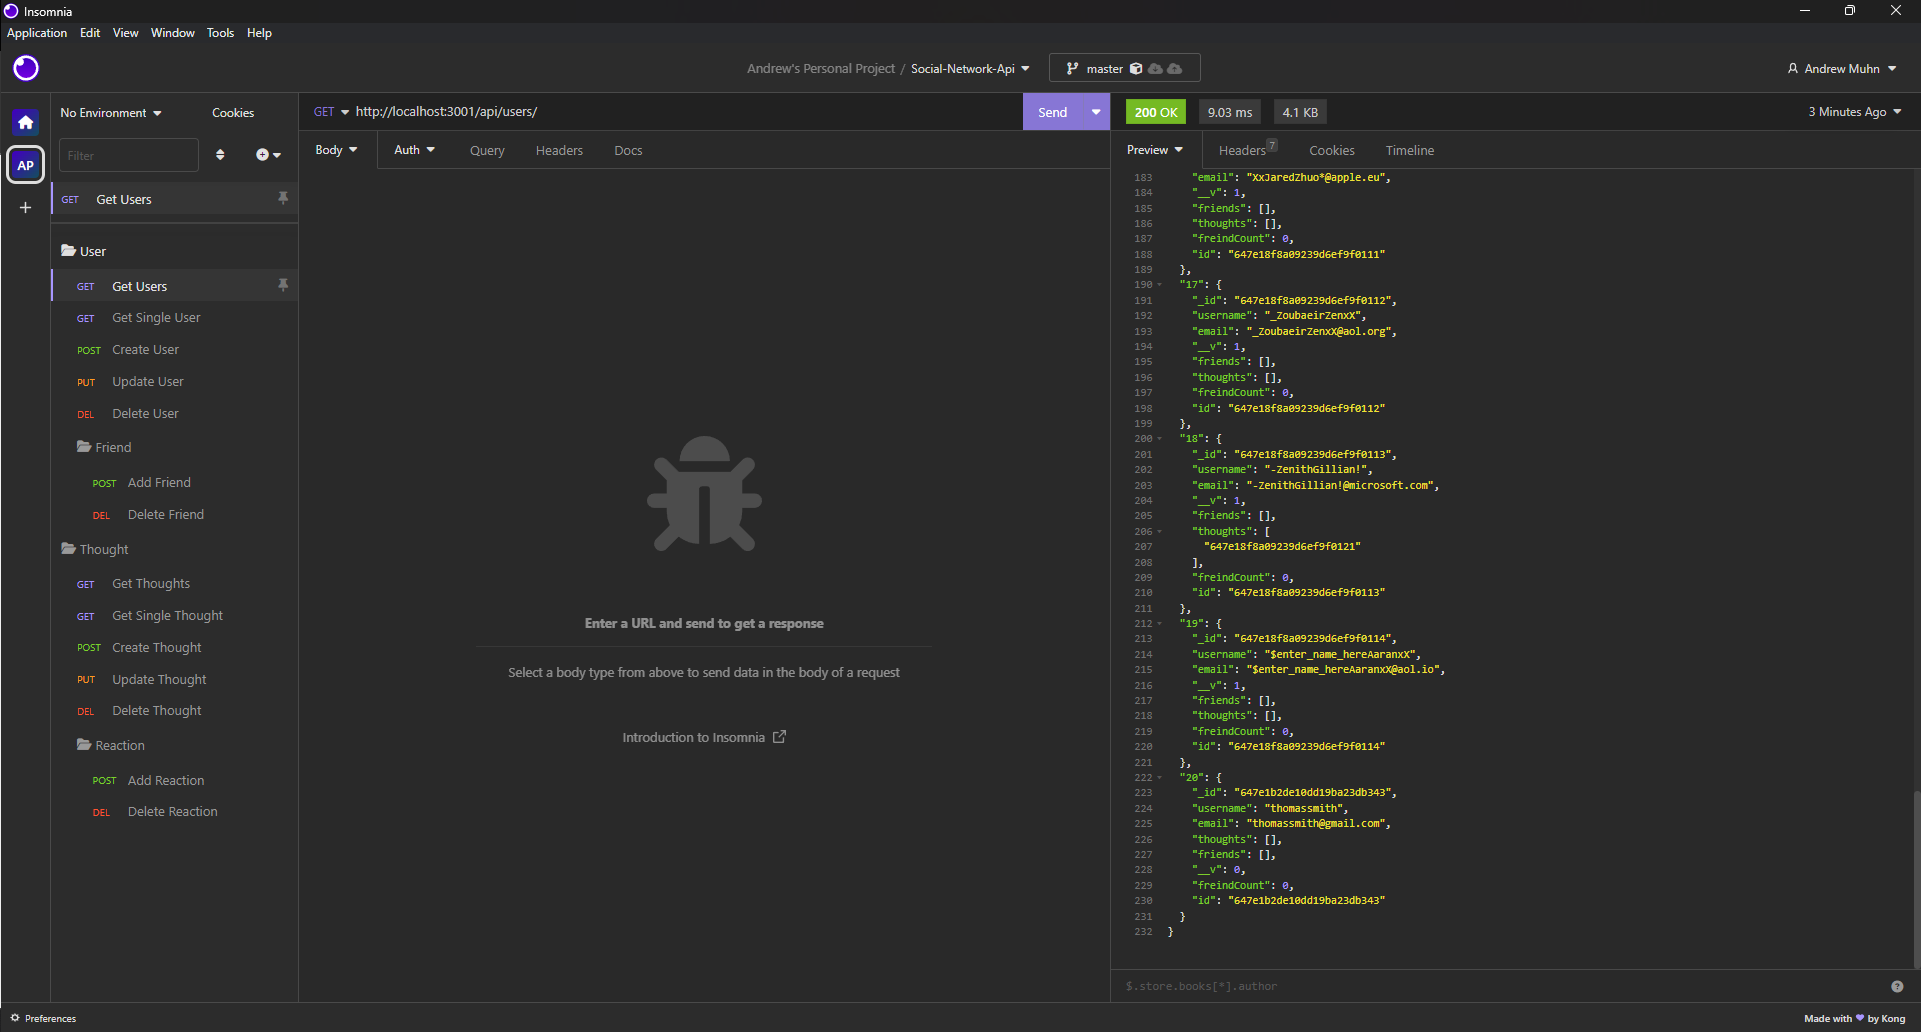 Insomnia
Application Edit View Window Tools Help
Andrew's Personal Project / Social-Network-Api master Andrew Muhn
No Environment Cookies
Filter
AP
GET Get Users
User
GET Get Users
GET Get Single User
POST Create User
PUT Update User
DEL Delete User
Friend
POST Add Friend
DEL Delete Friend
Thought
GET Get Thoughts
GET Get Single Thought
POST Create Thought
PUT Update Thought
DEL Delete Thought
Reaction
POST Add Reaction
DEL Delete Reaction
GET http://localhost:3001/api/users/ Send
Body Auth Query Headers Docs
Enter a URL and send to get a response
Select a body type from above to send data in the body of a request
Introduction to Insomnia
200 OK 9.03 ms 4.1 KB 3 Minutes Ago
Preview Headers 7 Cookies Timeline
183 "email": "XxJaredZhuo*@apple.eu",
184 "__v": 1,
185 "friends": [],
186 "thoughts": [],
187 "freindCount": 0,
188 "id": "647e18f8a09239d6ef9f0111"
189 },
190 "17": {
191 "_id": "647e18f8a09239d6ef9f0112",
192 "username": "_ZoubaeirZenxX",
193 "email": "_ZoubaeirZenxX@aol.org",
194 "__v": 1,
195 "friends": [],
196 "thoughts": [],
197 "freindCount": 0,
198 "id": "647e18f8a09239d6ef9f0112"
199 },
200 "18": {
201 "_id": "647e18f8a09239d6ef9f0113",
202 "username": "-ZenithGillian!",
203 "email": "-ZenithGillian!@microsoft.com",
204 "__v": 1,
205 "friends": [],
206 "thoughts": [
207 "647e18f8a09239d6ef9f0121"
208 ],
209 "freindCount": 0,
210 "id": "647e18f8a09239d6ef9f0113"
211 },
212 "19": {
213 "_id": "647e18f8a09239d6ef9f0114",
214 "username": "$enter_name_hereAaranxX",
215 "email": "$enter_name_hereAaranxX@aol.io",
216 "__v": 1,
217 "friends": [],
218 "thoughts": [],
219 "freindCount": 0,
220 "id": "647e18f8a09239d6ef9f0114"
221 },
222 "20": {
223 "_id": "647e1b2de10dd19ba23db343",
224 "username": "thomassmith",
225 "email": "thomassmith@gmail.com",
226 "thoughts": [],
227 "friends": [],
228 "__v": 0,
229 "freindCount": 0,
230 "id": "647e1b2de10dd19ba23db343"
231 }
232 }
$.store.books[*].author
Preferences
Made with by Kong